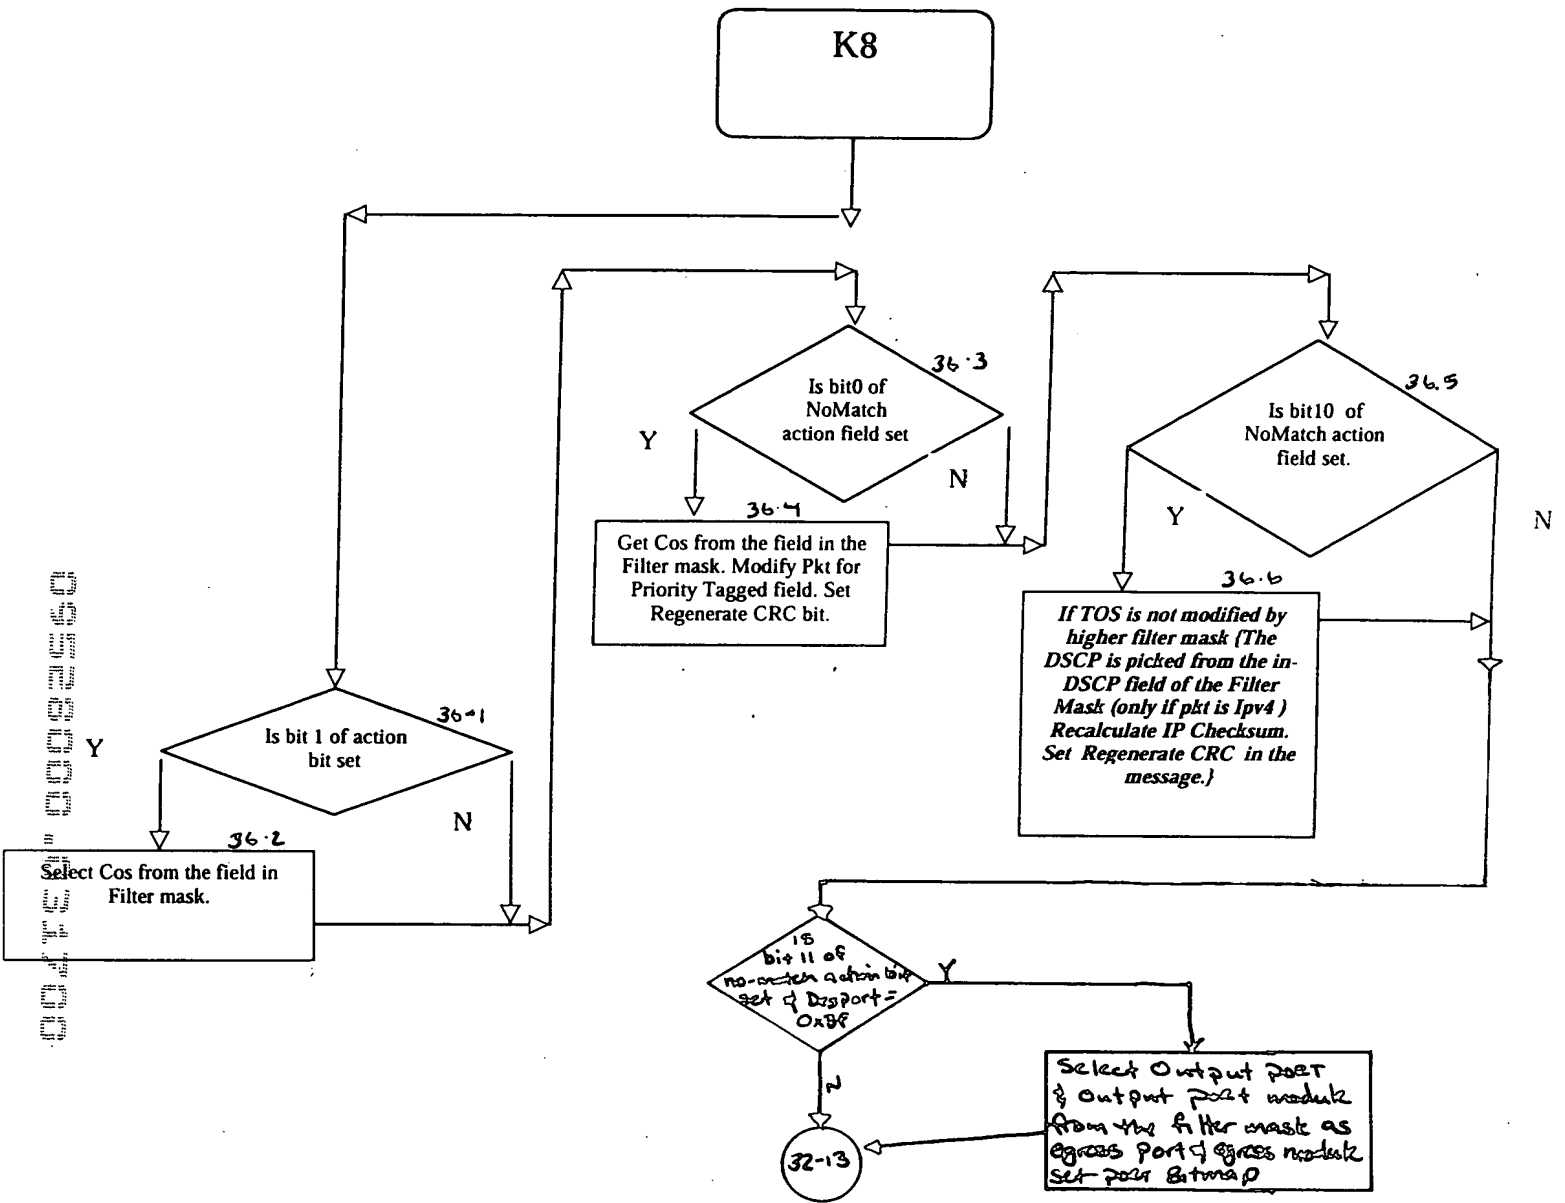 K8
36.3
Is bit0 of
NoMatch
action field set
Y
N
36.5
Is bit10 of
NoMatch action
field set.
Y
N
36.4
Get Cos from the field in the
Filter mask. Modify Pkt for
Priority Tagged field. Set
Regenerate CRC bit.
36.6
If TOS is not modified by
higher filter mask {The
DSCP is picked from the in-
DSCP field of the Filter
Mask (only if pkt is Ipv4 )
Recalculate IP Checksum.
Set Regenerate CRC in the
message.}
36.1
Is bit 1 of action
bit set
Y
N
36.2
Select Cos from the field in
Filter mask.
09528000.031700
is
bit 11 of
no-match action bit
set &
Y
N
Select Output port
& output port module
from the filter mask as
egress port & egress module
set port Bitmap
32-13